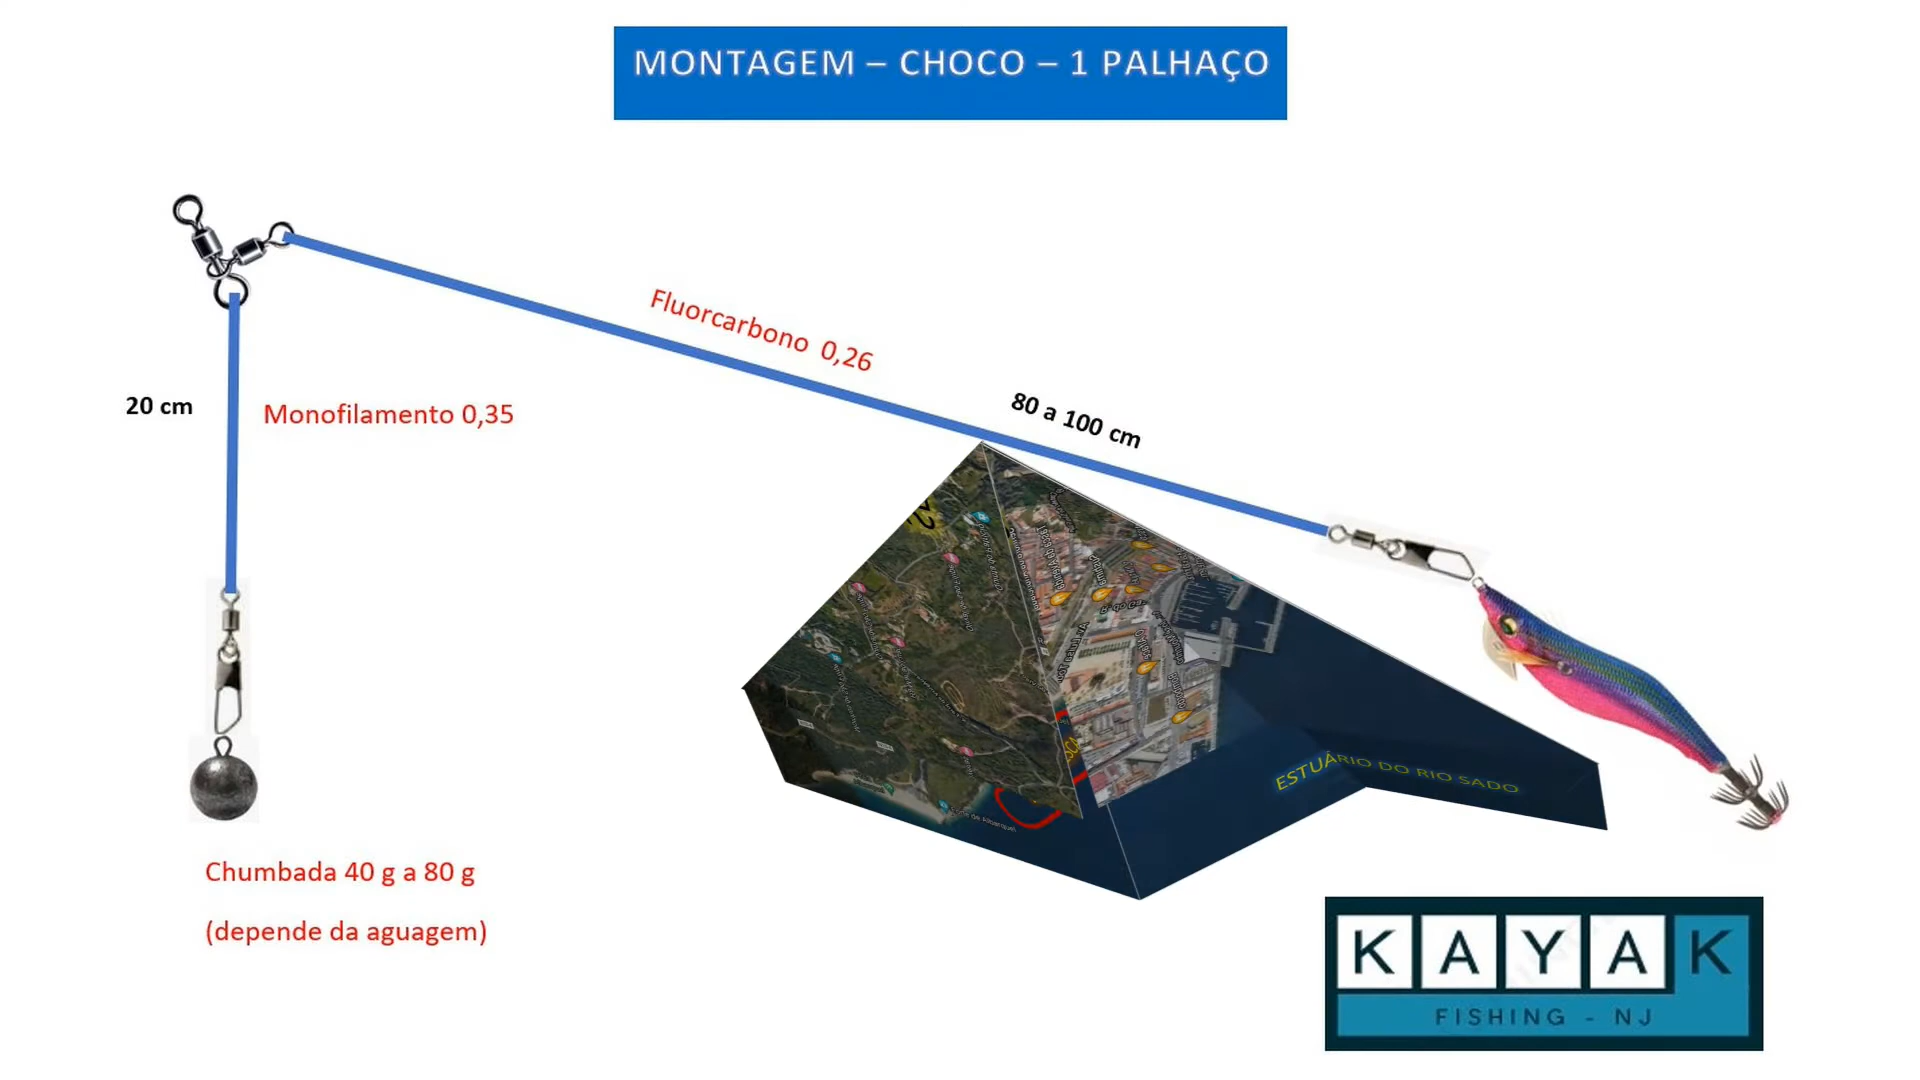 MONTAGEM – CHOCO – 1 PALHAÇO
Fluorcarbono 0,26
80 a 100 cm
20 cm
Monofilamento 0,35
ESTUÁRIO DO RIO SADO
Chumbada 40 g a 80 g
(depende da aguagem)
KAYAK
FISHING - NJ